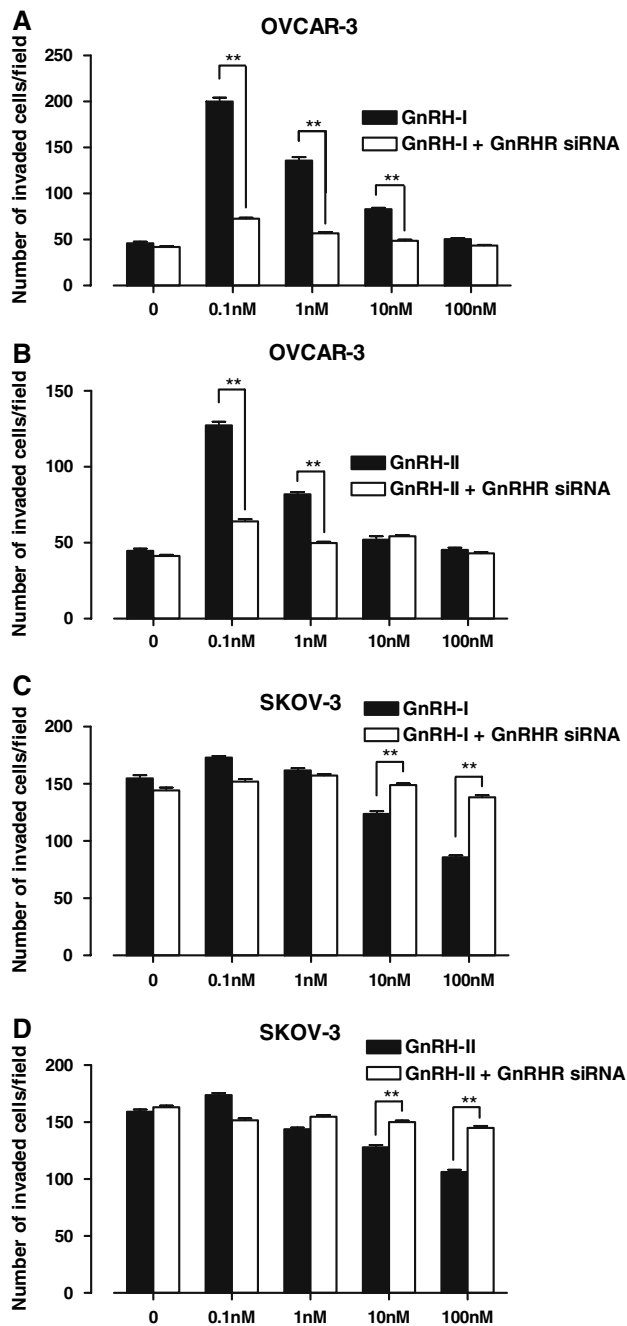 A
OVCAR-3
Number of invaded cells/field
250
200
150
100
50
0
**
**
**
GnRH-I
GnRH-I + GnRHR siRNA
0 0.1nM 1nM 10nM 100nM
B
OVCAR-3
Number of invaded cells/field
150
100
50
0
**
**
GnRH-II
GnRH-II + GnRHR siRNA
0 0.1nM 1nM 10nM 100nM
C
SKOV-3
Number of invaded cells/field
200
150
100
50
0
GnRH-I
GnRH-I + GnRHR siRNA
**
**
0 0.1nM 1nM 10nM 100nM
D
SKOV-3
Number of invaded cells/field
200
150
100
50
0
GnRH-II
GnRH-II + GnRHR siRNA
**
**
0 0.1nM 1nM 10nM 100nM